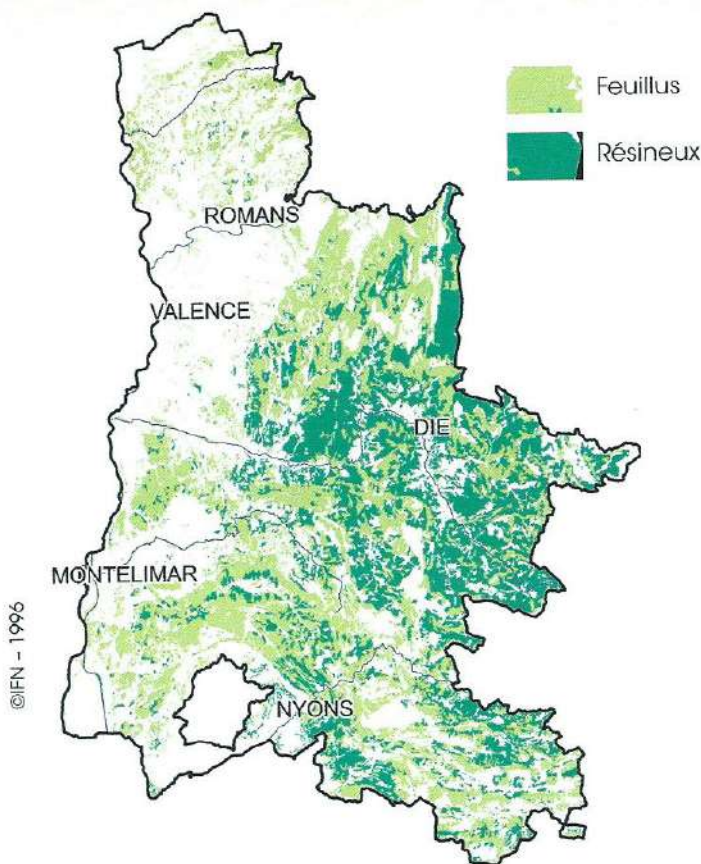 Feuillus
Résineux
ROMANS
VALENCE
DIE
MONTELIMAR
NYONS
©IFN – 1996